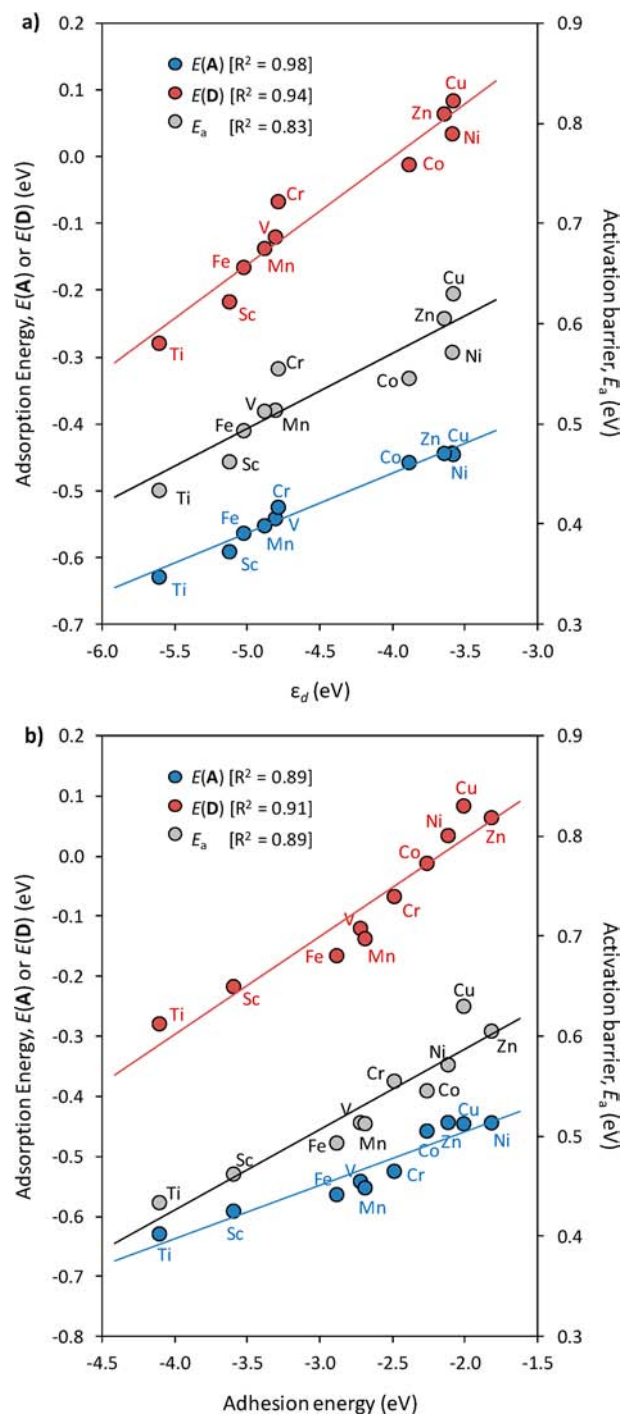 a)
E(A) [R² = 0.98]
E(D) [R² = 0.94]
Eₐ [R² = 0.83]
0.2
0.1
0.0
-0.1
-0.2
-0.3
-0.4
-0.5
-0.6
-0.7
Adsorption Energy, E(A) or E(D) (eV)
0.9
0.8
0.7
0.6
0.5
0.4
0.3
Activation barrier, Eₐ (eV)
Cu
Zn
Ni
Co
Cr
V
Fe
Mn
Sc
Ti
Cu
Zn
Ni
Co
Cr
V
Fe
Mn
Sc
Ti
Zn Cu
Co
Ni
Cr
Fe
V
Mn
Sc
Ti
-6.0 -5.5 -5.0 -4.5 -4.0 -3.5 -3.0
ε_d (eV)
b)
E(A) [R² = 0.89]
E(D) [R² = 0.91]
Eₐ [R² = 0.89]
0.2
0.1
0.0
-0.1
-0.2
-0.3
-0.4
-0.5
-0.6
-0.7
-0.8
Adsorption Energy, E(A) or E(D) (eV)
0.9
0.8
0.7
0.6
0.5
0.4
0.3
Activation barrier, Eₐ (eV)
Cu
Ni
Zn
Co
Cr
V
Mn
Fe
Sc
Ti
Cu
Ni
Zn
Cr
Co
V
Fe
Mn
Sc
Ti
Cu
Co
Zn
Ni
Fe
V
Cr
Mn
Sc
Ti
-4.5 -4.0 -3.5 -3.0 -2.5 -2.0 -1.5
Adhesion energy (eV)